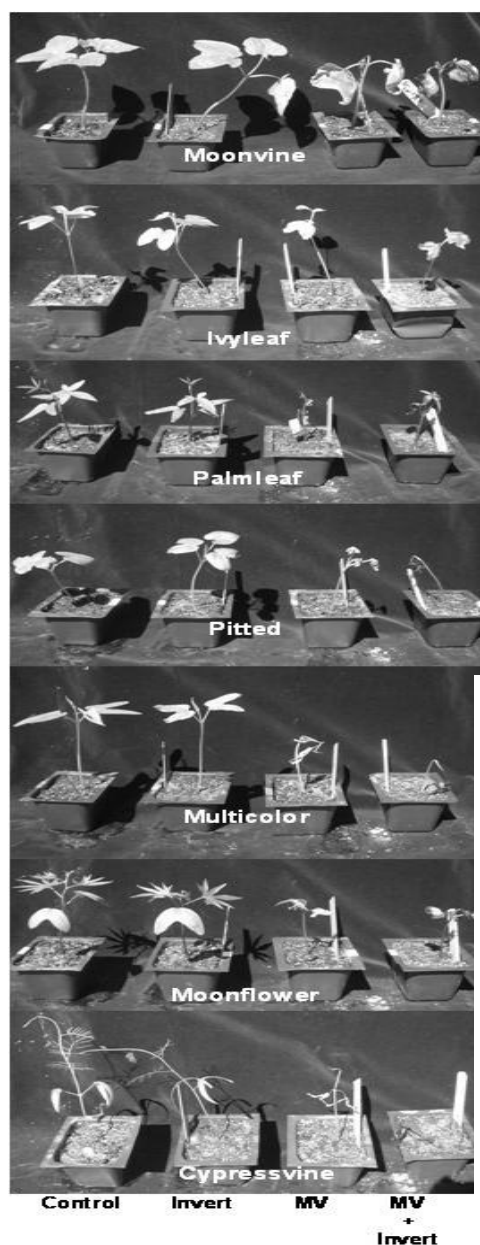 Moonvine
Ivyleaf
Palmleaf
Pitted
Multicolor
Moonflower
Cypressvine
Control Invert MV MV
+
Invert